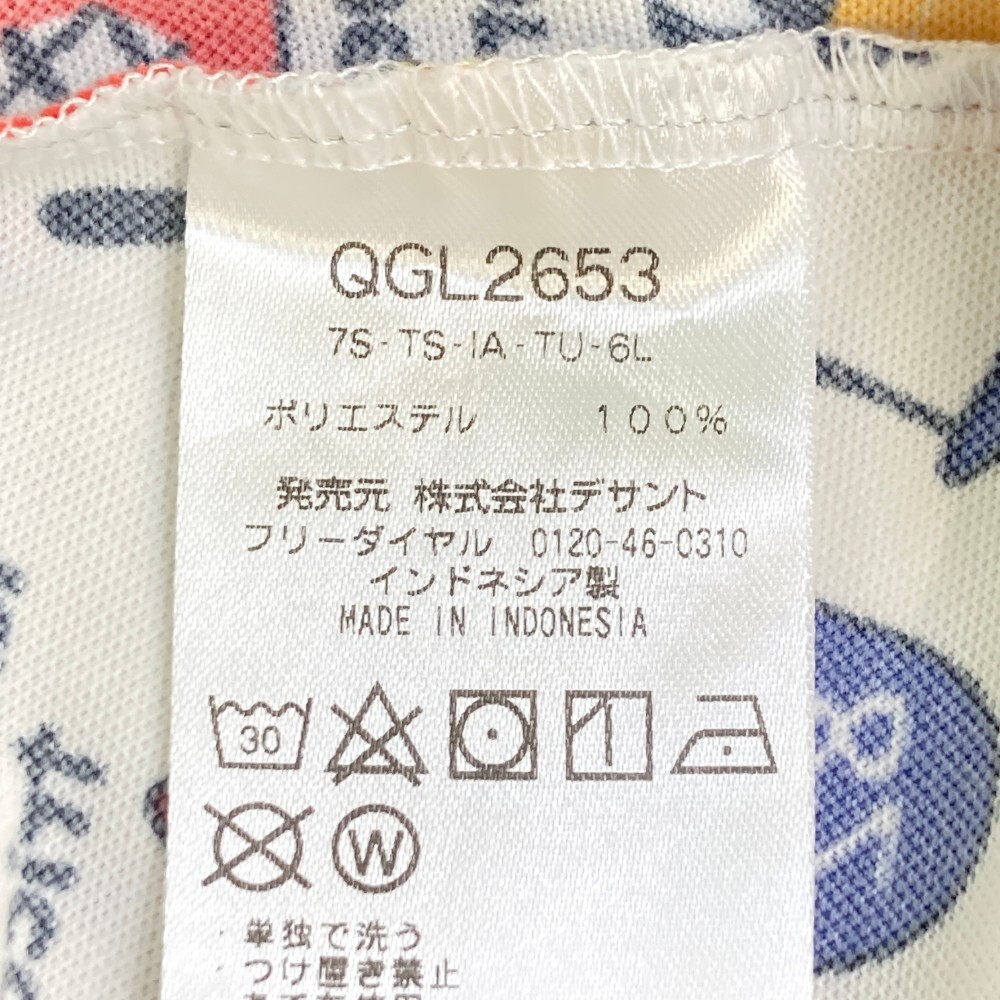 QGL2653
7S-TS-IA-TU-6L
ポリエステル 100%
発売元 株式会社デサント
フリーダイヤル 0120-46-0310
インドネシア製
MADE IN INDONESIA
30
W
・単独で洗う
・つけ置き禁止